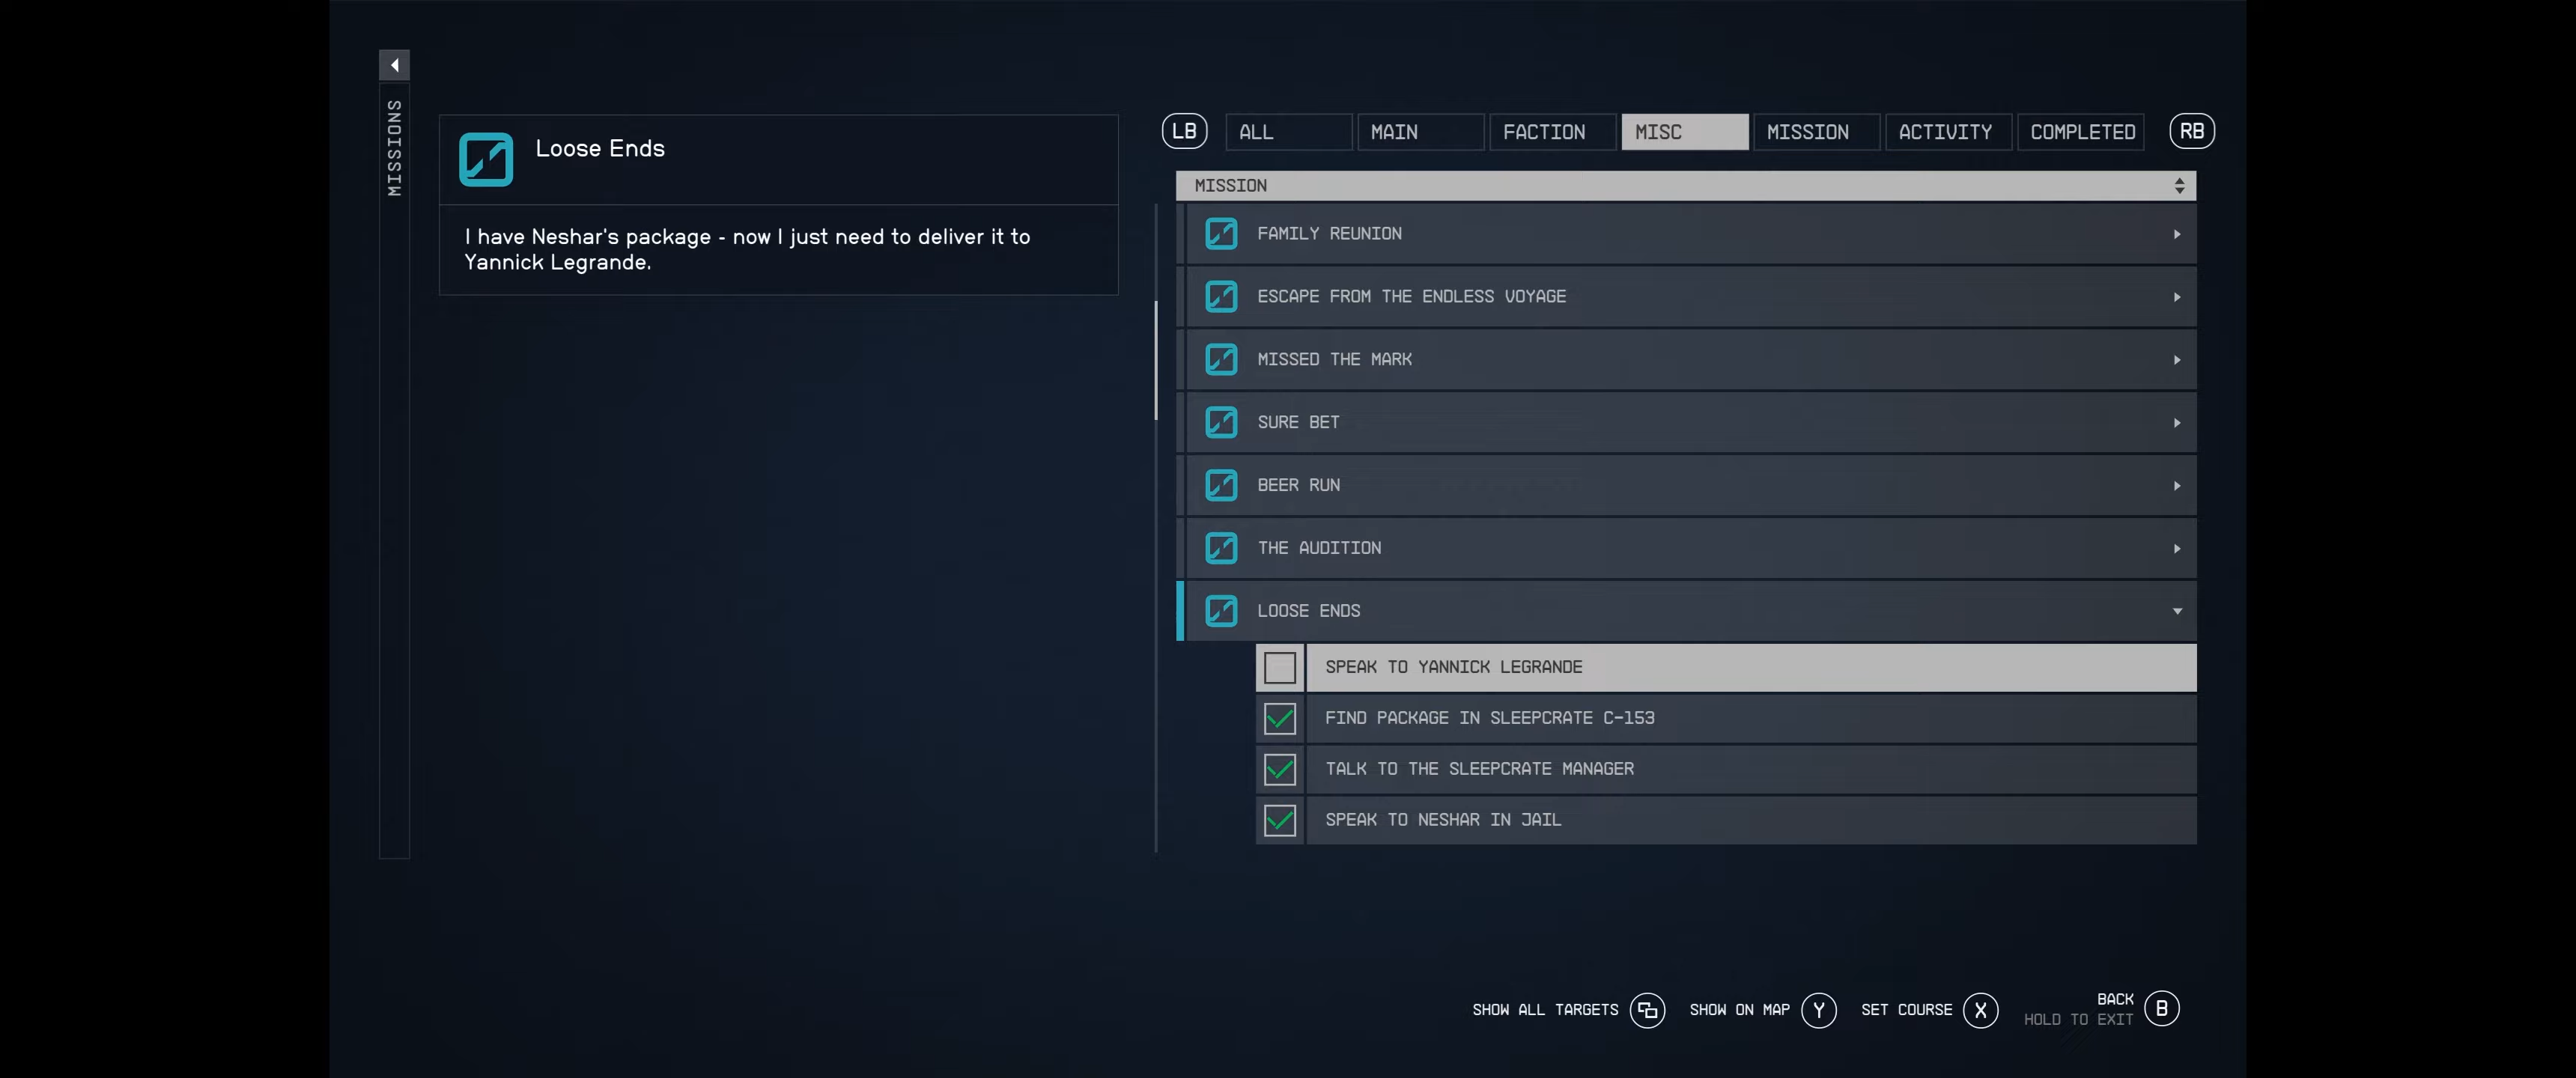 MISSIONS
Loose Ends
I have Neshar's package - now I just need to deliver it to
Yannick Legrande.
LB
ALL
MAIN
FACTION
MISC
MISSION
ACTIVITY
COMPLETED
RB
MISSION
FAMILY REUNION
ESCAPE FROM THE ENDLESS VOYAGE
MISSED THE MARK
SURE BET
BEER RUN
THE AUDITION
LOOSE ENDS
SPEAK TO YANNICK LEGRANDE
FIND PACKAGE IN SLEEPCRATE C-153
TALK TO THE SLEEPCRATE MANAGER
SPEAK TO NESHAR IN JAIL
SHOW ALL TARGETS
SHOW ON MAP Y
SET COURSE X
BACK B
HOLD TO EXIT